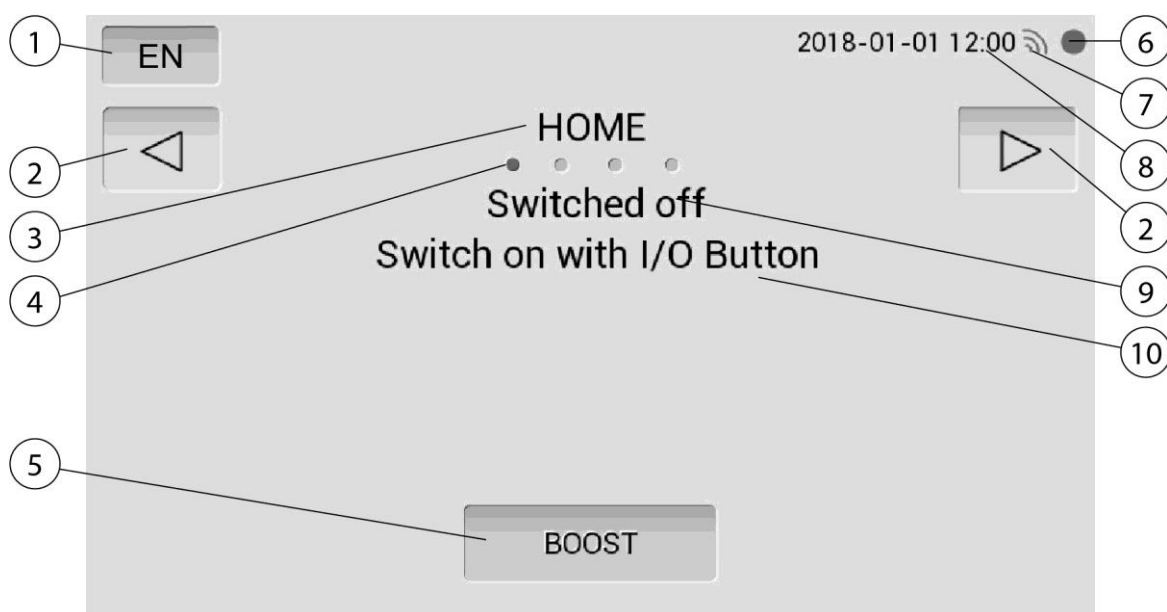 1
EN
2018-01-01 12:00
6
7
2
HOME
8
3
Switched off
2
4
Switch on with I/O Button
9
10
5
BOOST